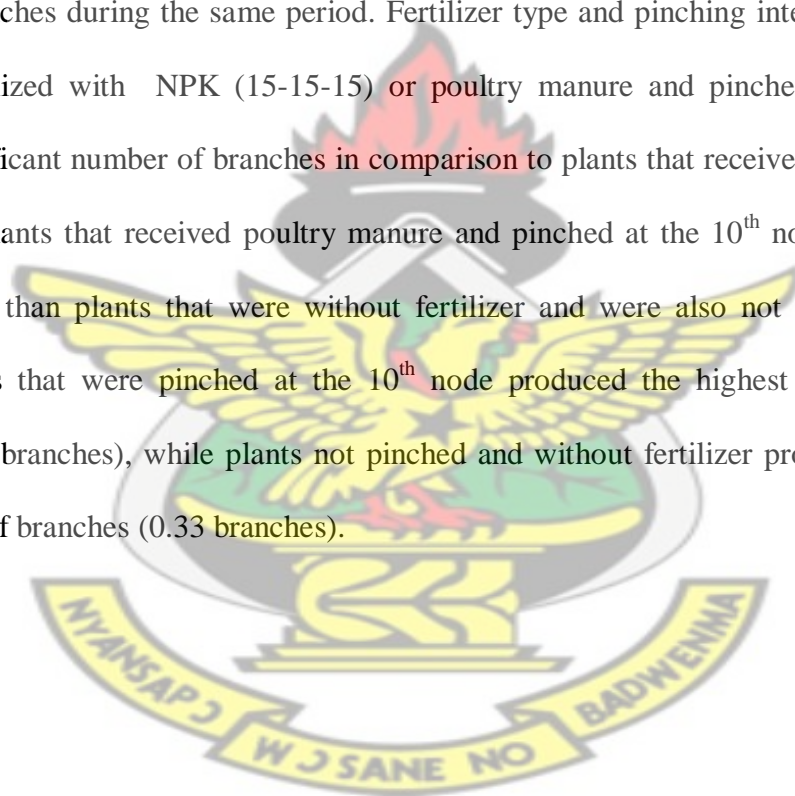 ches during the same period. Fertilizer type and pinching inte
ized with NPK (15-15-15) or poultry manure and pinche
ficant number of branches in comparison to plants that receive
ants that received poultry manure and pinched at the 10th no
than plants that were without fertilizer and were also not
s that were pinched at the 10th node produced the highest
branches), while plants not pinched and without fertilizer pro
f branches (0.33 branches).
NYANSAPƆ
WƆ SANE NO
BADWENMA